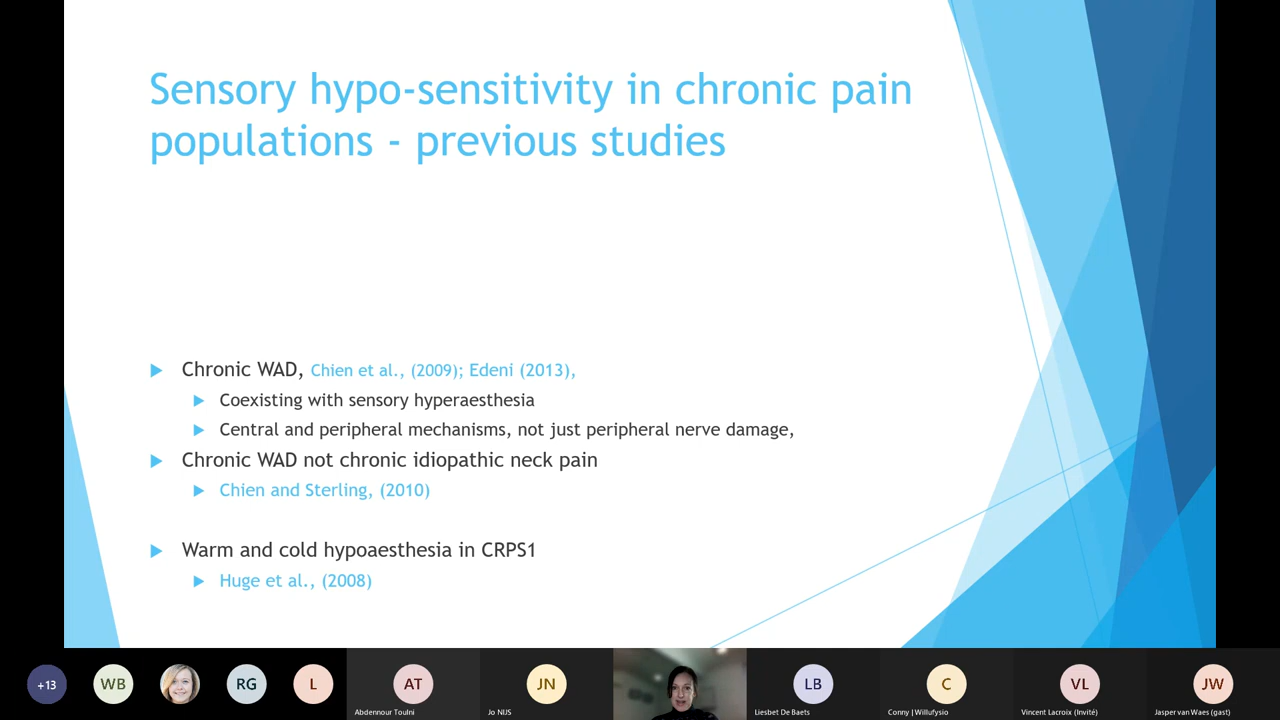 Sensory hypo-sensitivity in chronic pain
populations - previous studies
Chronic WAD, Chien et al., (2009); Edeni (2013),
Coexisting with sensory hyperaesthesia
Central and peripheral mechanisms, not just peripheral nerve damage,
Chronic WAD not chronic idiopathic neck pain
Chien and Sterling, (2010)
Warm and cold hypoaesthesia in CRPS1
Huge et al., (2008)
+13
WB
RG
L
AT
JN
LB
C
VL
JW
Abdennour Toulni
Jo NIJS
Liesbet De Baets
Conny | Willufysio
Vincent Lacroix (Invité)
Jasper van Waes (gast)